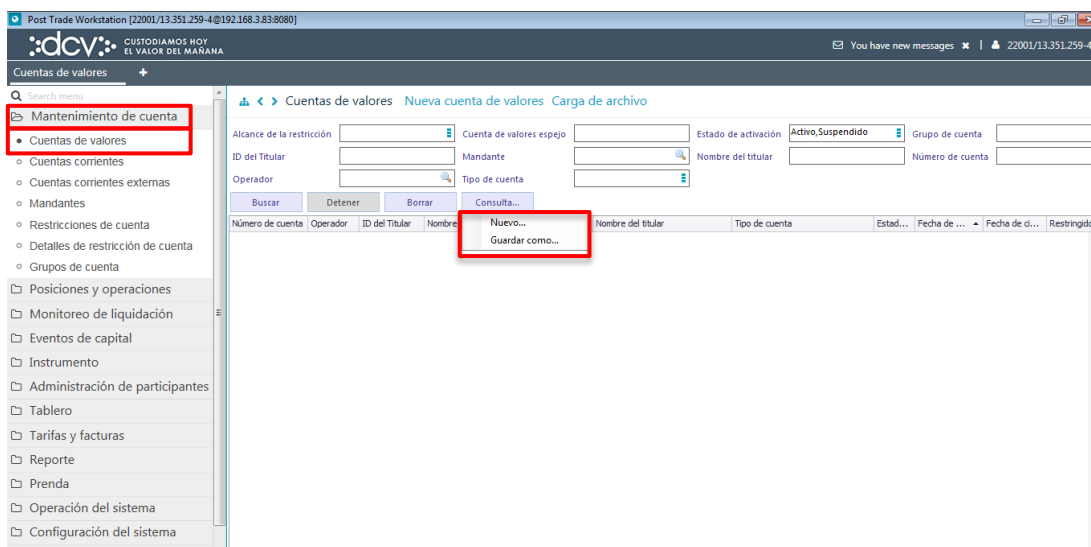 Post Trade Workstation [22001/13.351.259-4@192.168.3.83:8080]
dcv CUSTODIAMOS HOY
EL VALOR DEL MAÑANA
You have new messages ✖ | 22001/13.351.259-4
Cuentas de valores +
Search menu
Mantenimiento de cuenta
Cuentas de valores
Cuentas corrientes
Cuentas corrientes externas
Mandantes
Restricciones de cuenta
Detalles de restricción de cuenta
Grupos de cuenta
Posiciones y operaciones
Monitoreo de liquidación
Eventos de capital
Instrumento
Administración de participantes
Tablero
Tarifas y facturas
Reporte
Prenda
Operación del sistema
Configuración del sistema
Cuentas de valores Nueva cuenta de valores Carga de archivo
Alcance de la restricción Cuenta de valores espejo Estado de activación Activo,Suspendido Grupo de cuenta
ID del Titular Mandante Nombre del titular Número de cuenta
Operador Tipo de cuenta
Buscar Detener Borrar Consulta...
Número de cuenta Operador ID del Titular Nombre Nombre del titular Tipo de cuenta Estad... Fecha de ... Fecha de ci... Restringido
Nuevo...
Guardar como...